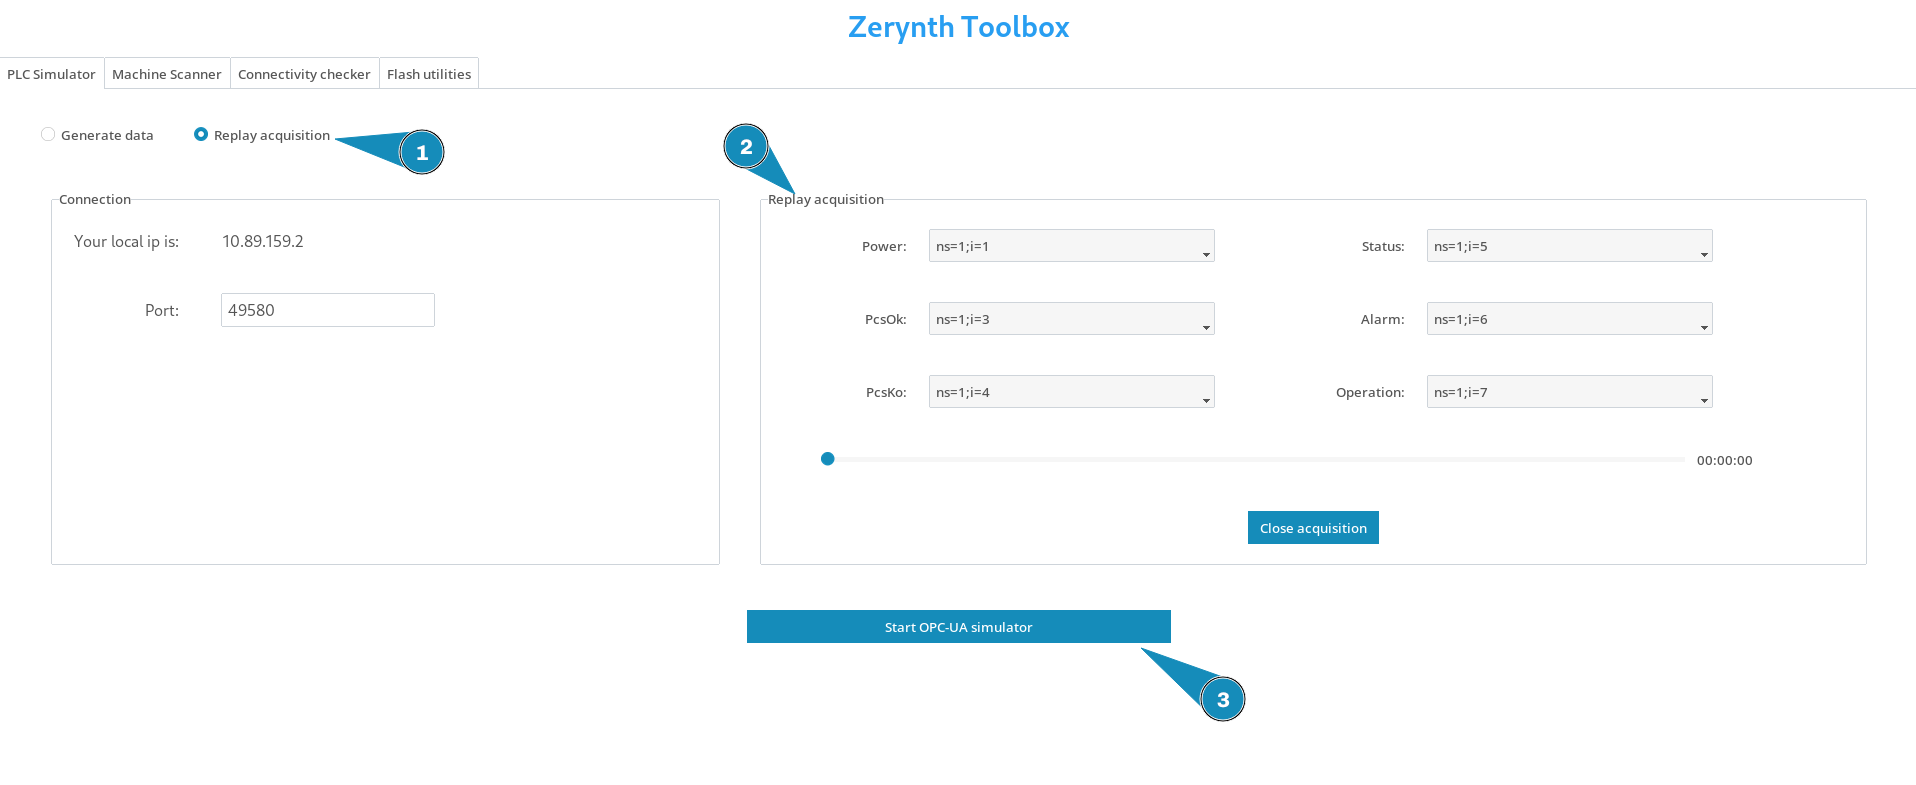 Zerynth Toolbox
PLC Simulator
Machine Scanner
Connectivity checker
Flash utilities
Generate data
Replay acquisition
1
2
Connection
Your local ip is: 10.89.159.2
Port: 49580
Replay acquisition
Power: ns=1;i=1
Status: ns=1;i=5
PcsOk: ns=1;i=3
Alarm: ns=1;i=6
PcsKo: ns=1;i=4
Operation: ns=1;i=7
00:00:00
Close acquisition
Start OPC-UA simulator
3